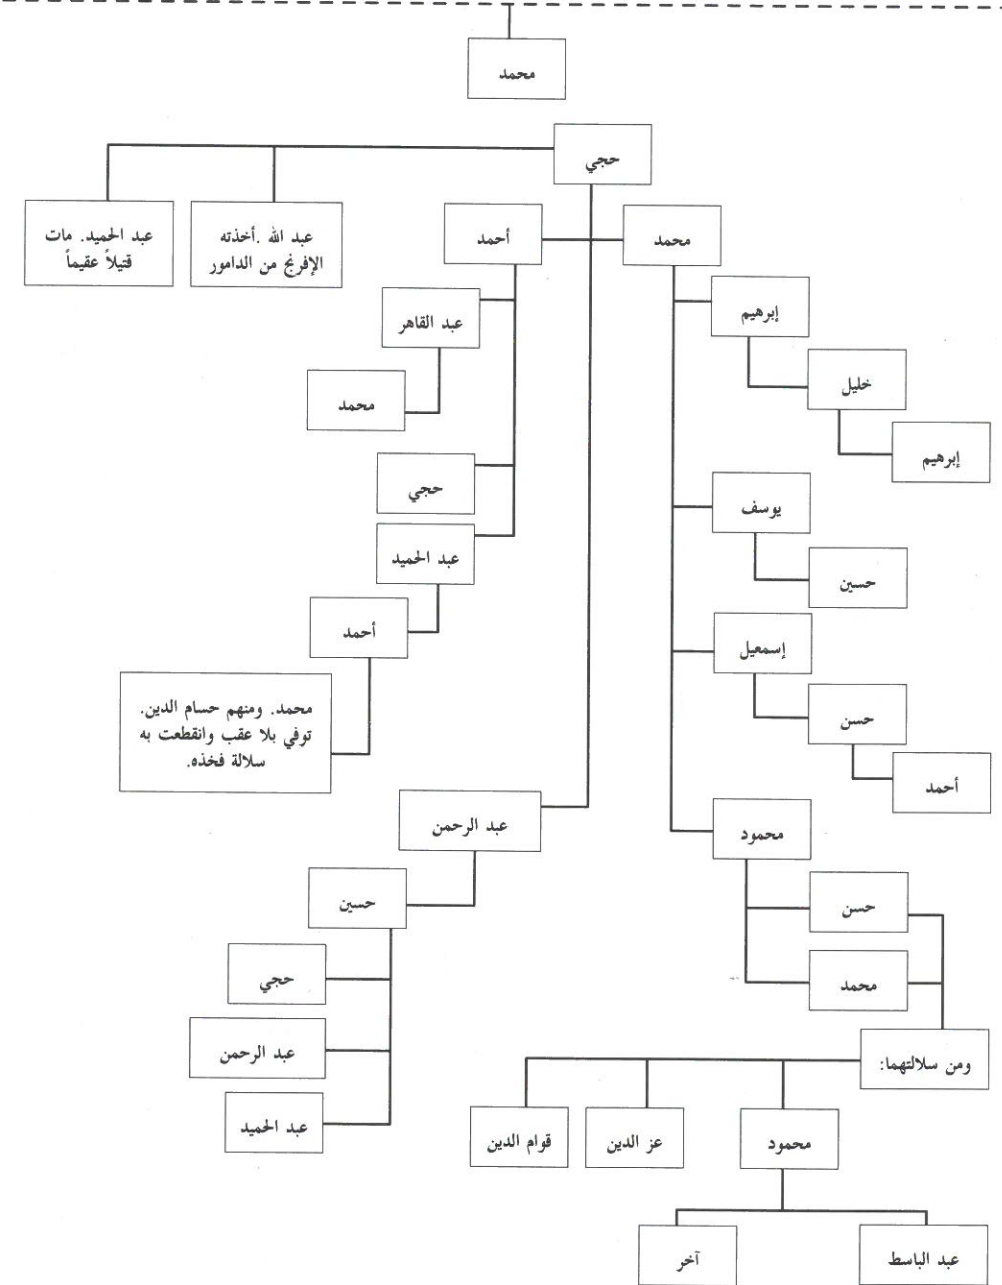 محمد
حجي
عبد الله .أخذته
الإفرنج من الدامور
عبد الحميد. مات
قتيلاً عقيماً
محمد
أحمد
إبرهيم
عبد القاهر
خليل
محمد
إبرهيم
حجي
يوسف
عبد الحميد
حسين
أحمد
إسمعيل
محمد. ومنهم حسام الدين.
توفي بلا عقب وانقطعت به
سلالة فخذه.
حسن
أحمد
عبد الرحمن
محمود
حسين
حسن
حجي
محمد
عبد الرحمن
ومن سلالتهما:
عبد الحميد
محمود
عز الدين
قوام الدين
عبد الباسط
آخر